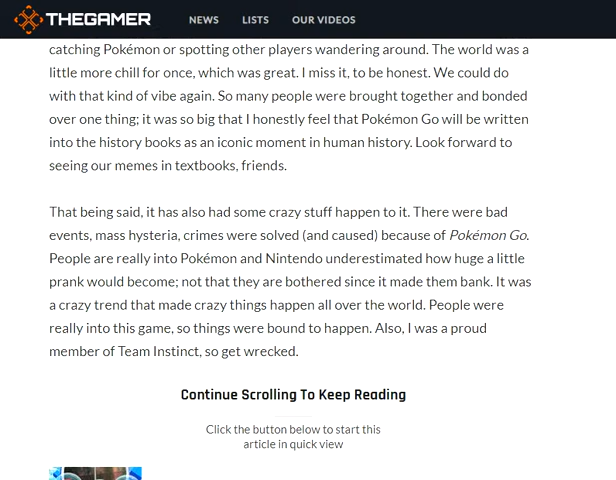 THEGAMER NEWS LISTS OUR VIDEOS
catching Pokémon or spotting other players wandering around. The world was a
little more chill for once, which was great. I miss it, to be honest. We could do
with that kind of vibe again. So many people were brought together and bonded
over one thing; it was so big that I honestly feel that Pokémon Go will be written
into the history books as an iconic moment in human history. Look forward to
seeing our memes in textbooks, friends.
That being said, it has also had some crazy stuff happen to it. There were bad
events, mass hysteria, crimes were solved (and caused) because of Pokémon Go.
People are really into Pokémon and Nintendo underestimated how huge a little
prank would become; not that they are bothered since it made them bank. It was
a crazy trend that made crazy things happen all over the world. People were
really into this game, so things were bound to happen. Also, I was a proud
member of Team Instinct, so get wrecked.
Continue Scrolling To Keep Reading
Click the button below to start this
article in quick view